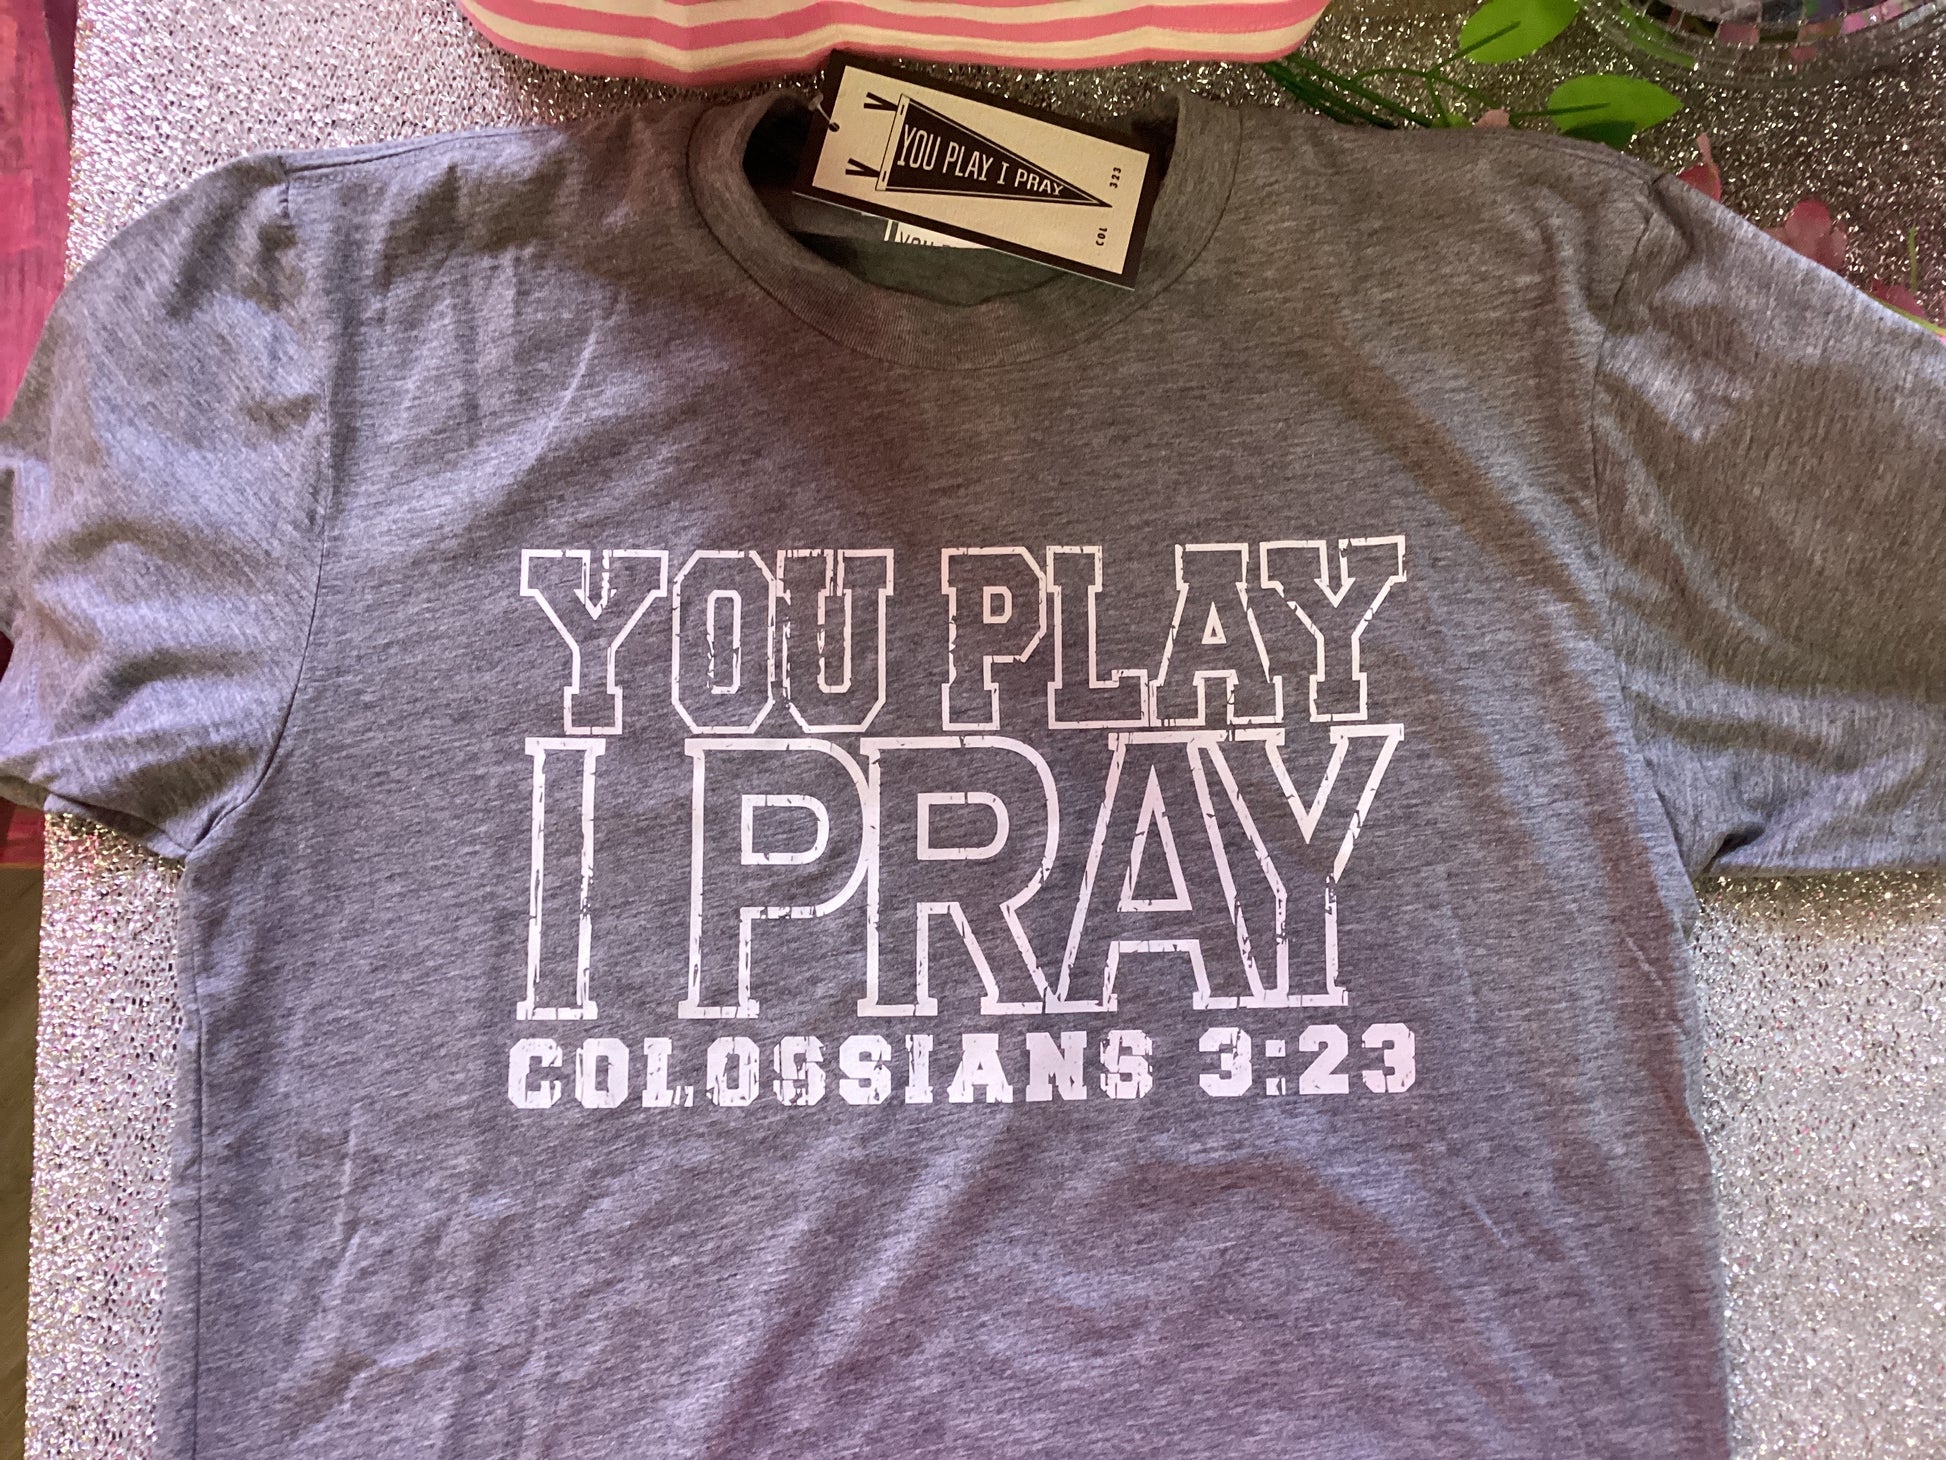 YOU PLAY I PRAY
COL 323
YOU PLAY
I PRAY
COLOSSIANS 3:23